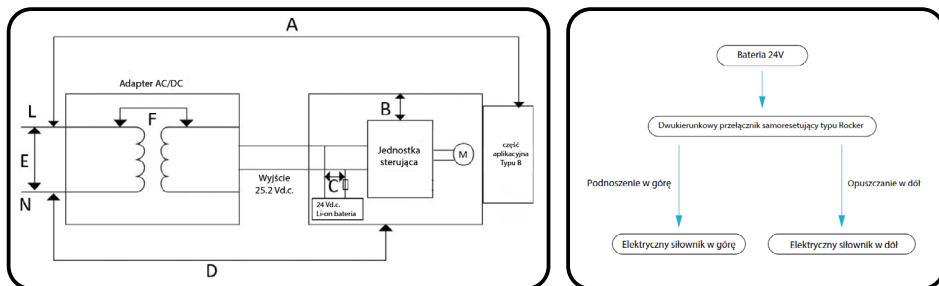 A
Adapter AC/DC
L
F
E
N
B
Jednostka
sterująca
M
część
aplikacyjna
Typu B
Wyjście
25.2 Vd.c.
C
24 Vd.c.
Li-on bateria
D
Bateria 24V
Dwukierunkowy przełącznik samoresetujący typu Rocker
Podnoszenie w górę
Opuszczanie w dół
Elektryczny siłownik w górę
Elektryczny siłownik w dół